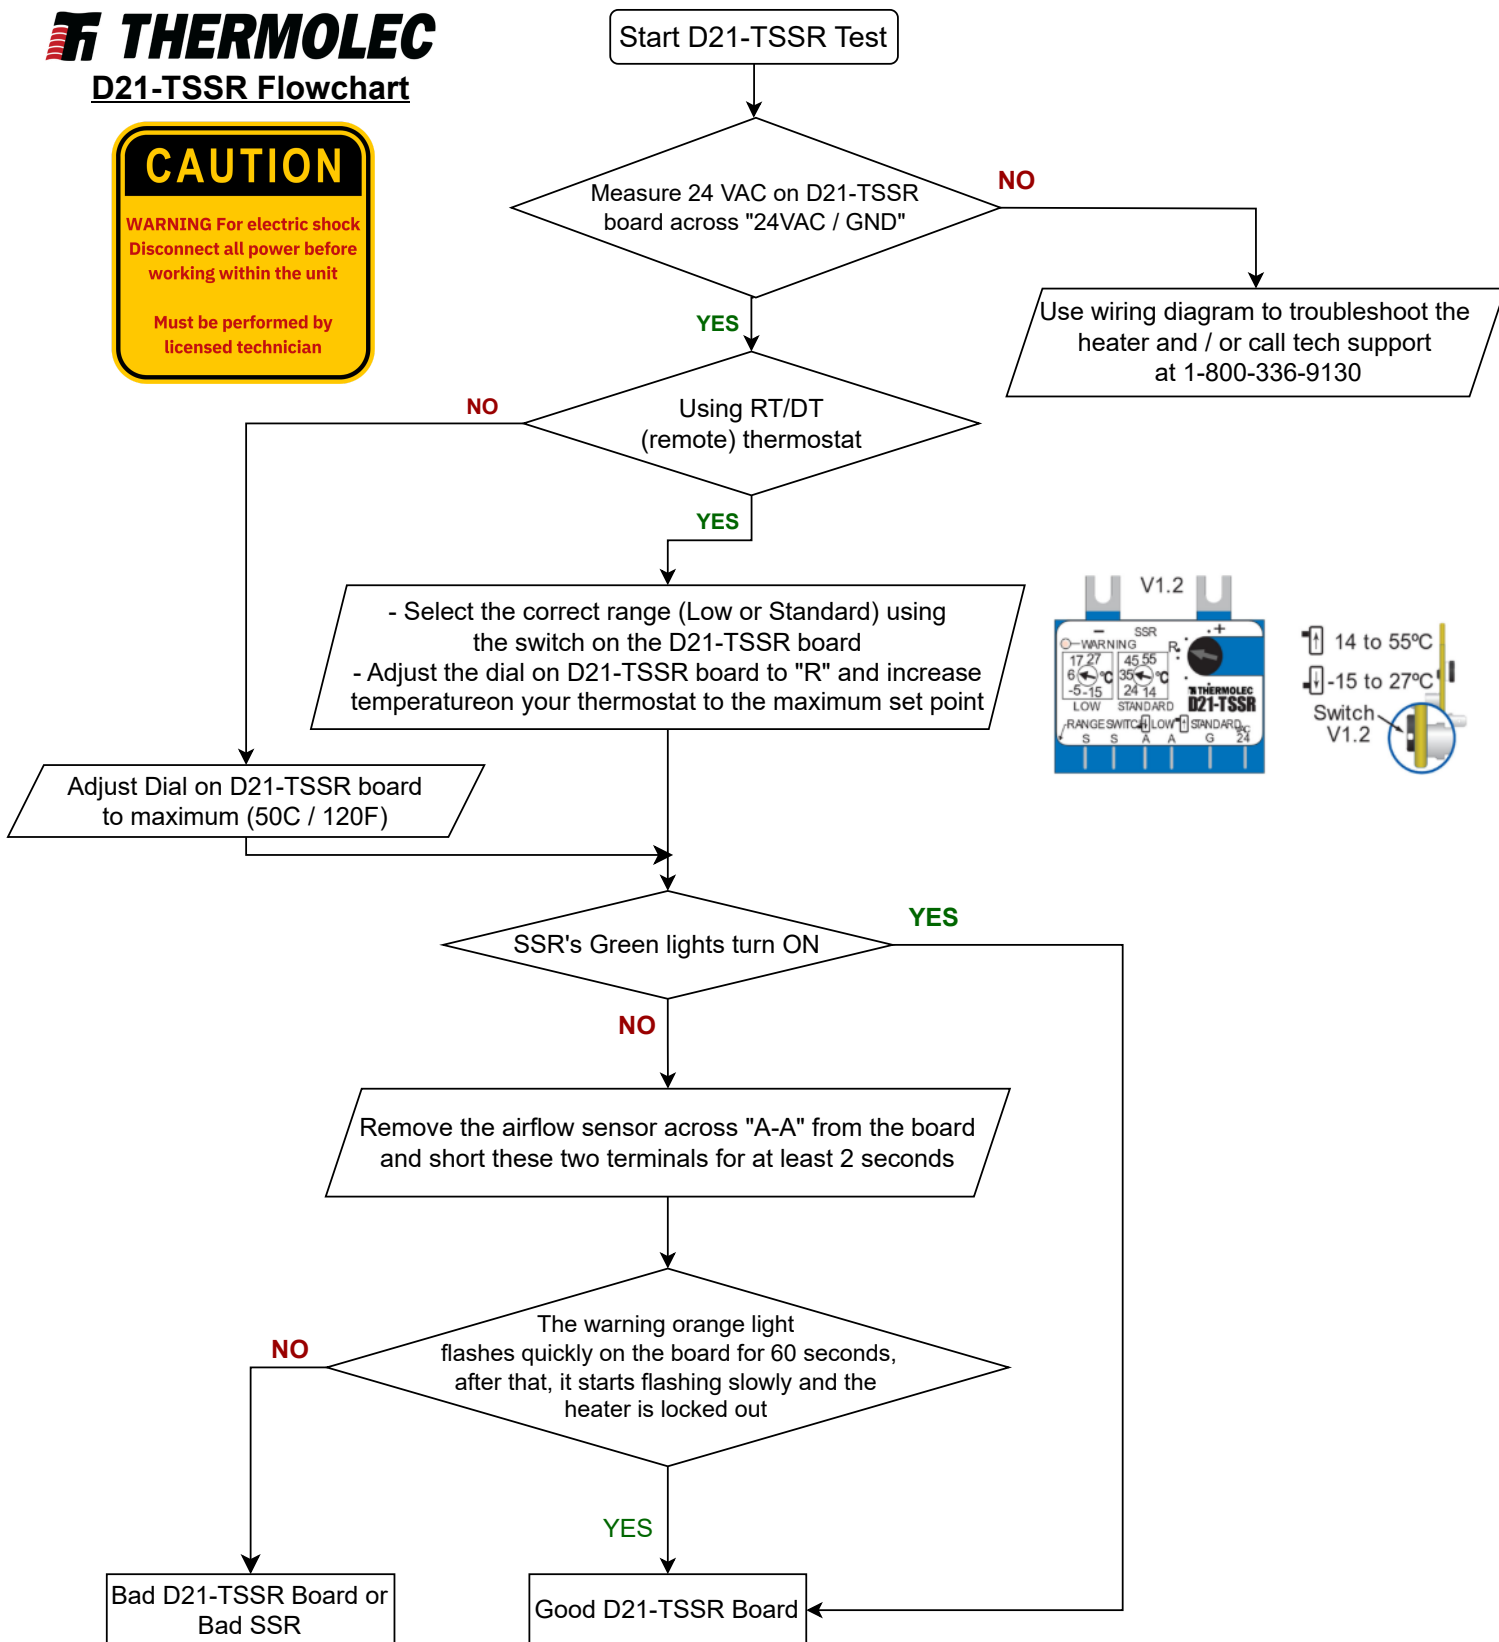 THERMOLEC
D21-TSSR Flowchart
CAUTION
WARNING For electric shock
Disconnect all power before
working within the unit
Must be performed by
licensed technician
Start D21-TSSR Test
Measure 24 VAC on D21-TSSR
board across "24VAC / GND"
NO
YES
Use wiring diagram to troubleshoot the
heater and / or call tech support
at 1-800-336-9130
Using RT/DT
(remote) thermostat
NO
YES
- Select the correct range (Low or Standard) using
the switch on the D21-TSSR board
- Adjust the dial on D21-TSSR board to "R" and increase
temperatureon your thermostat to the maximum set point
V1.2
- SSR +
WARNING R
17 27 45 55
6 °C 35 °C
-5 -15 24 14
LOW STANDARD
THERMOLEC
D21-TSSR
RANGE SWITCH LOW STANDARD
S S A A G 24
14 to 55ºC
-15 to 27ºC
Switch
V1.2
Adjust Dial on D21-TSSR board
to maximum (50C / 120F)
SSR's Green lights turn ON
YES
NO
Remove the airflow sensor across "A-A" from the board
and short these two terminals for at least 2 seconds
The warning orange light
flashes quickly on the board for 60 seconds,
after that, it starts flashing slowly and the
heater is locked out
NO
YES
Bad D21-TSSR Board or
Bad SSR
Good D21-TSSR Board